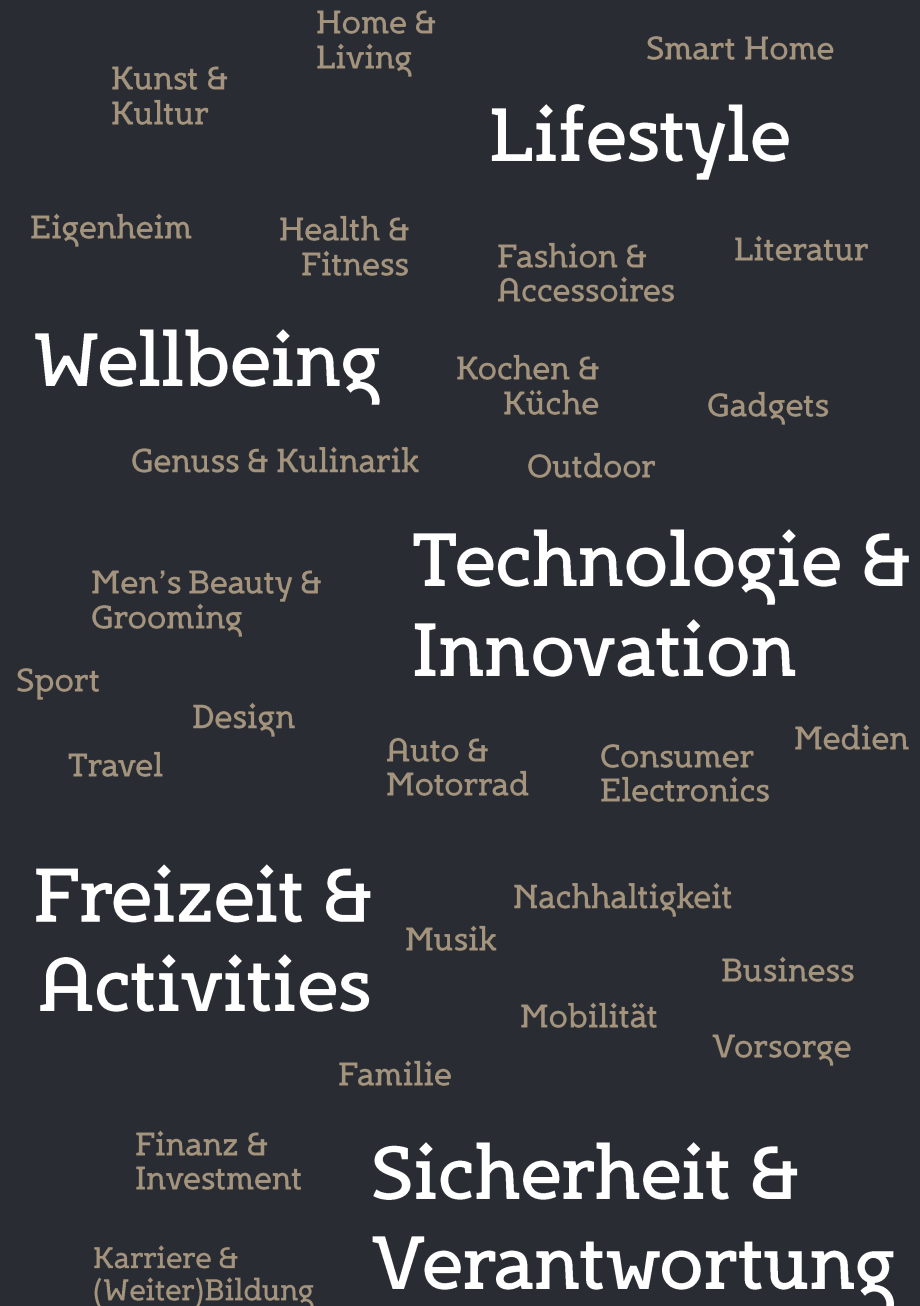 Home &
Living
Smart Home
Kunst &
Kultur
Lifestyle
Eigenheim
Health &
Fitness
Fashion &
Accessoires
Literatur
Wellbeing
Kochen &
Küche
Gadgets
Genuss & Kulinarik
Outdoor
Technologie &
Innovation
Men's Beauty &
Grooming
Sport
Design
Travel
Auto &
Motorrad
Consumer
Electronics
Medien
Freizeit &
Activities
Nachhaltigkeit
Musik
Business
Mobilität
Vorsorge
Familie
Finanz &
Investment
Sicherheit &
Verantwortung
Karriere &
(Weiter)Bildung